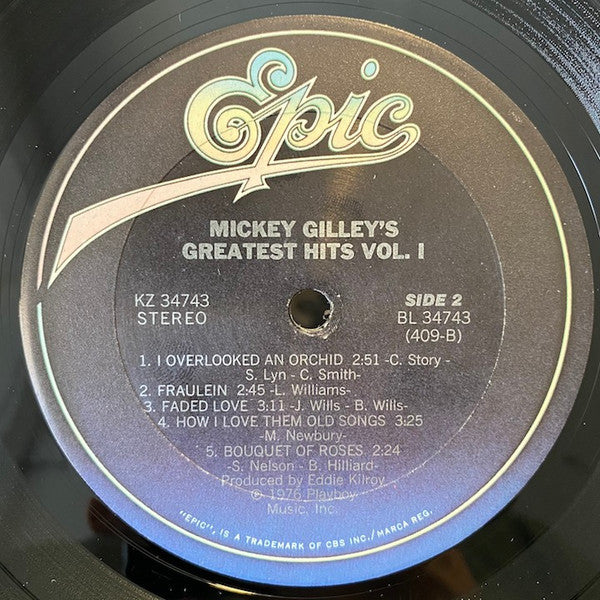 Epic
MICKEY GILLEY'S
GREATEST HITS VOL. I
KZ 34743
STEREO
SIDE 2
BL 34743
(409-B)
1. I OVERLOOKED AN ORCHID 2:51 -C. Story -
S. Lyn - C. Smith-
2. FRAULEIN 2:45 -L. Williams-
3. FADED LOVE 3:11 -J. Wills - B. Wills-
4. HOW I LOVE THEM OLD SONGS 3:25
-M. Newbury-
5. BOUQUET OF ROSES 2:24
-S. Nelson - B. Hilliard-
Produced by Eddie Kilroy
℗ 1976 Playboy
Music, Inc.
"EPIC", IS A TRADEMARK OF CBS INC./MARCA REG.